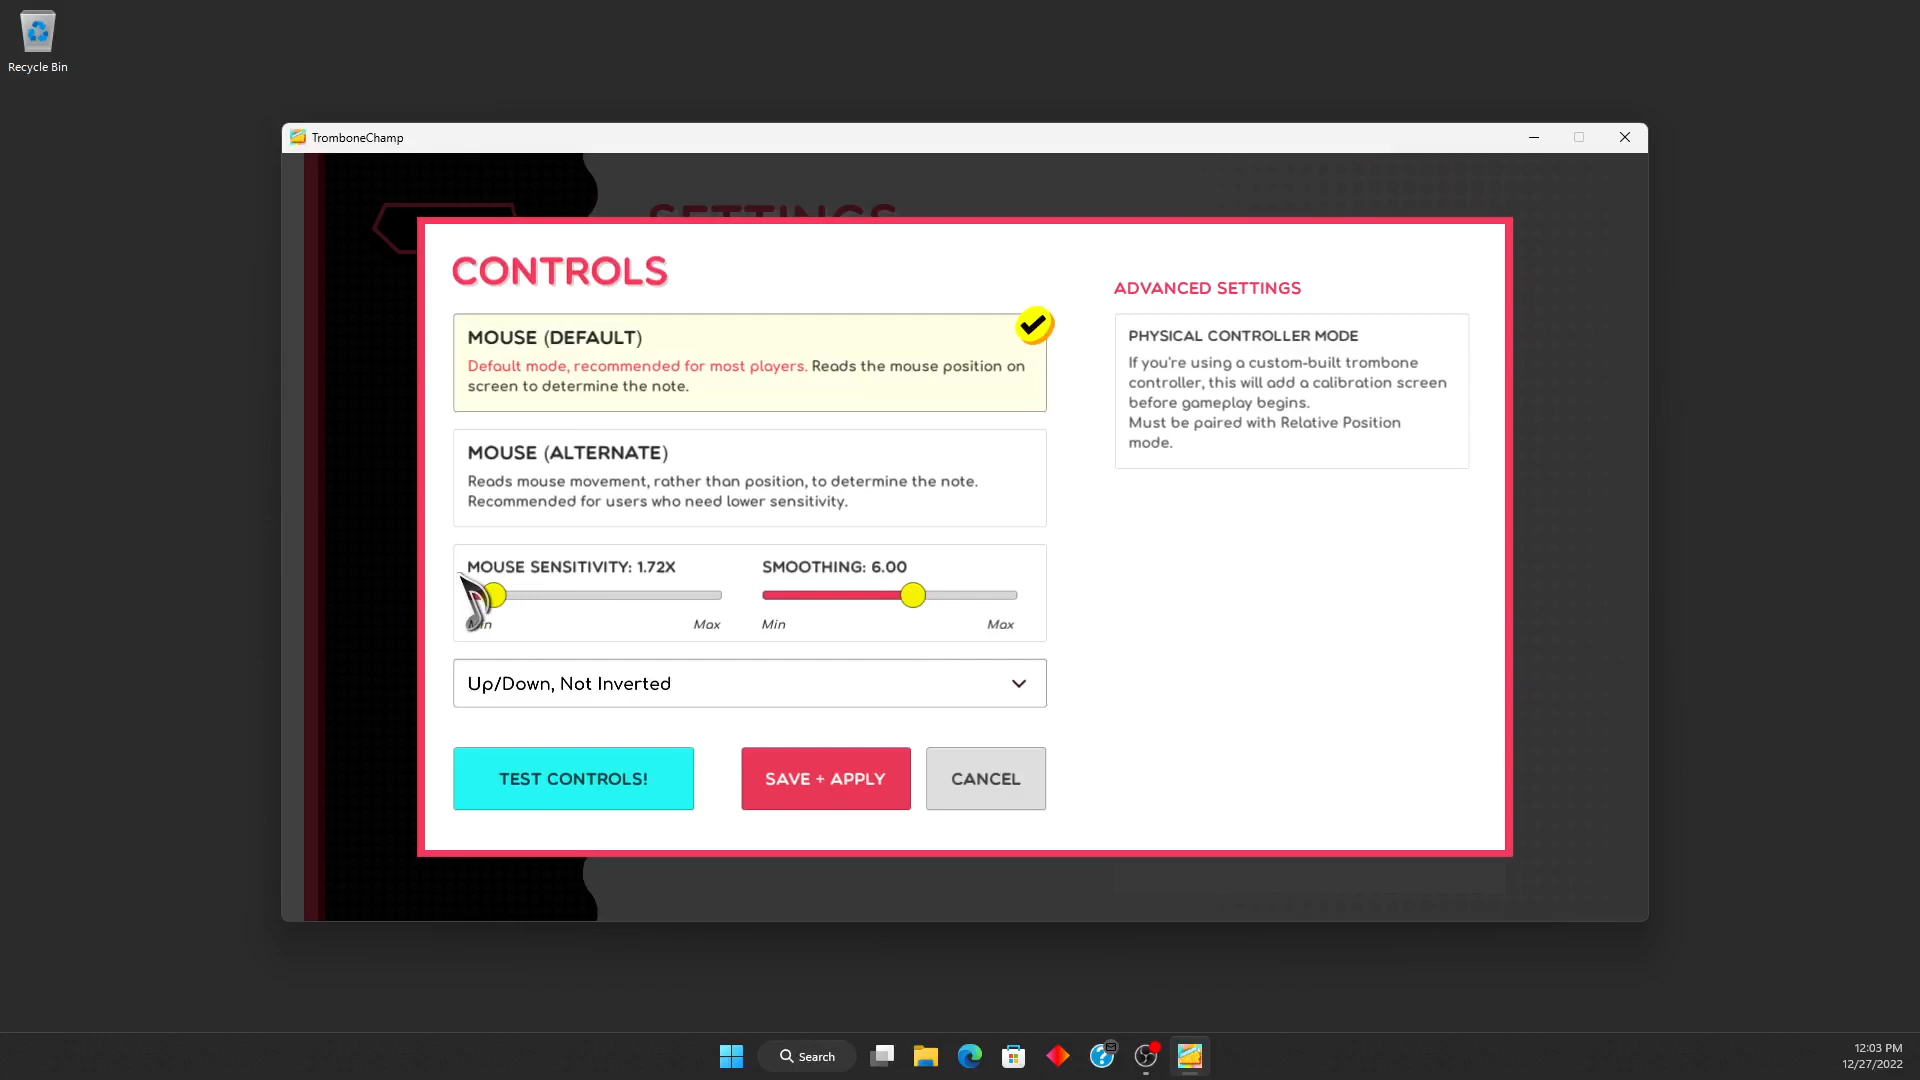 Recycle Bin
TromboneChamp
SETTINGS
CONTROLS
MOUSE (DEFAULT)
Default mode, recommended for most players. Reads the mouse position on
screen to determine the note.
MOUSE (ALTERNATE)
Reads mouse movement, rather than position, to determine the note.
Recommended for users who need lower sensitivity.
MOUSE SENSITIVITY: 1.72X
Min Max
SMOOTHING: 6.00
Min Max
Up/Down, Not Inverted
TEST CONTROLS!
SAVE + APPLY
CANCEL
ADVANCED SETTINGS
PHYSICAL CONTROLLER MODE
If you're using a custom-built trombone
controller, this will add a calibration screen
before gameplay begins.
Must be paired with Relative Position
mode.
Search
12:03 PM
12/27/2022